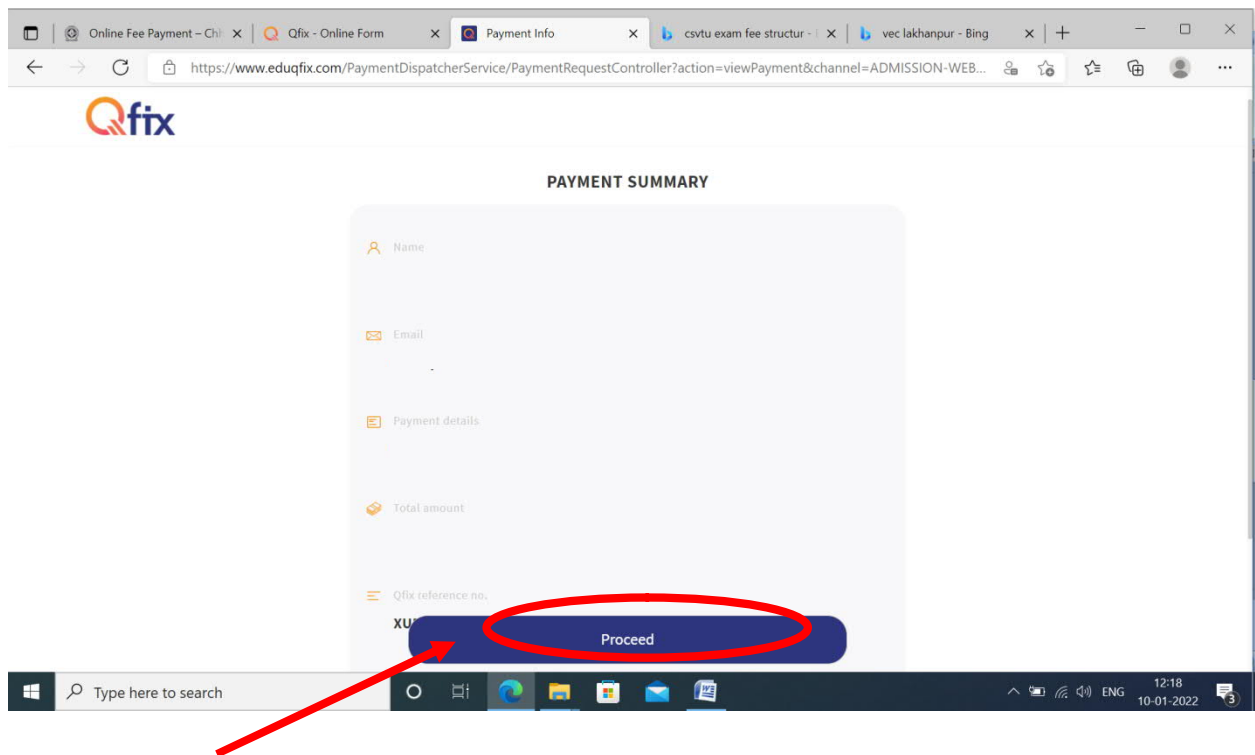 Online Fee Payment – Ch
Qfix - Online Form
Payment Info
csvtu exam fee structur -
vec lakhanpur - Bing
https://www.eduqfix.com/PaymentDispatcherService/PaymentRequestController?action=viewPayment&channel=ADMISSION-WEB...
Qfix
PAYMENT SUMMARY
Name
Email
Payment details
Total amount
Qfix reference no.
Proceed
Type here to search
ENG
12:18
10-01-2022
3